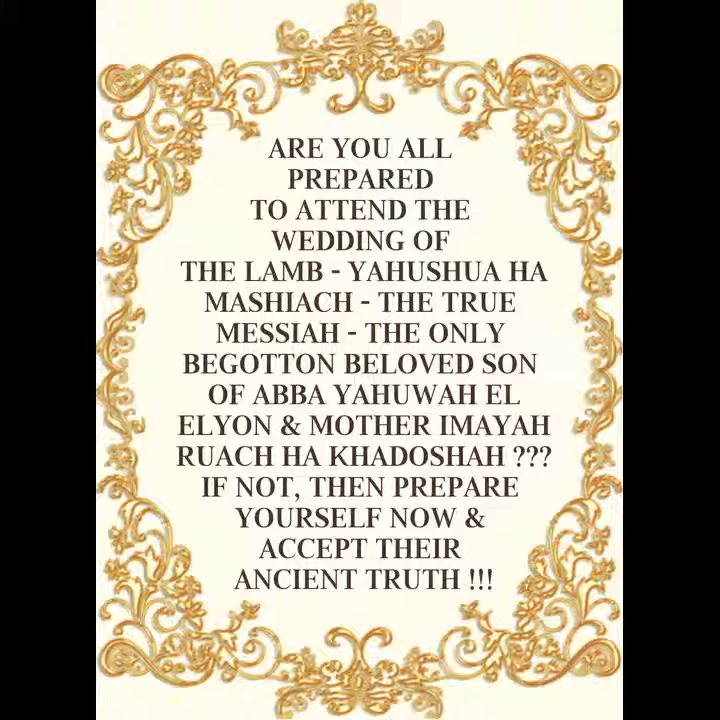 ARE YOU ALL
PREPARED
TO ATTEND THE
WEDDING OF
THE LAMB - YAHUSHUA HA
MASHIACH - THE TRUE
MESSIAH - THE ONLY
BEGOTTON BELOVED SON
OF ABBA YAHUWAH EL
ELYON & MOTHER IMAYAH
RUACH HA KHADOSHAH ???
IF NOT, THEN PREPARE
YOURSELF NOW &
ACCEPT THEIR
ANCIENT TRUTH !!!